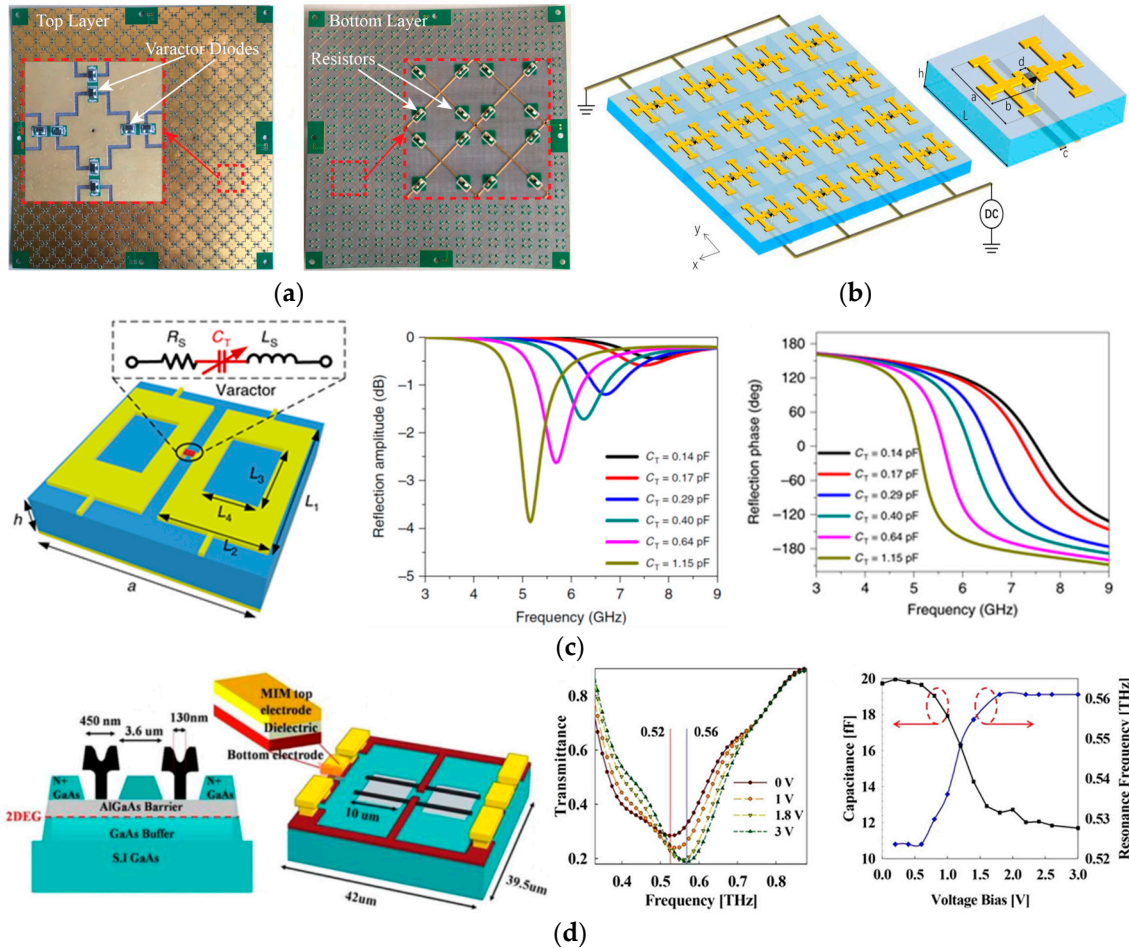 Top Layer
Varactor Diodes
Bottom Layer
Resistors
(a)
h
a
d
b
L
c
y
x
DC
(b)
R_S C_T L_S
Varactor
L_3
L_4
L_1
L_2
h
a
Reflection amplitude (dB)
0
−1
−2
−3
−4
−5
C_T = 0.14 pF
C_T = 0.17 pF
C_T = 0.29 pF
C_T = 0.40 pF
C_T = 0.64 pF
C_T = 1.15 pF
3 4 5 6 7 8 9
Frequency (GHz)
Reflection phase (deg)
180
120
60
0
−60
−120
−180
C_T = 0.14 pF
C_T = 0.17 pF
C_T = 0.29 pF
C_T = 0.40 pF
C_T = 0.64 pF
C_T = 1.15 pF
3 4 5 6 7 8 9
Frequency (GHz)
(c)
450 nm
3.6 um
130nm
N+
GaAs
N+
GaAs
AlGaAs Barrier
2DEG
GaAs Buffer
S.I GaAs
MIM top
electrode
Dielectric
Bottom electrode
10 um
42um
39.5um
Transmittance
0.8
0.6
0.4
0.2
0.52
0.56
0 V
1 V
1.8 V
3 V
0.4 0.5 0.6 0.7 0.8
Frequency [THz]
Capacitance [fF]
20
18
16
14
12
10
0.56
0.55
0.54
0.53
0.52
Resonance Frequency [THz]
0.0 0.5 1.0 1.5 2.0 2.5 3.0
Voltage Bias [V]
(d)